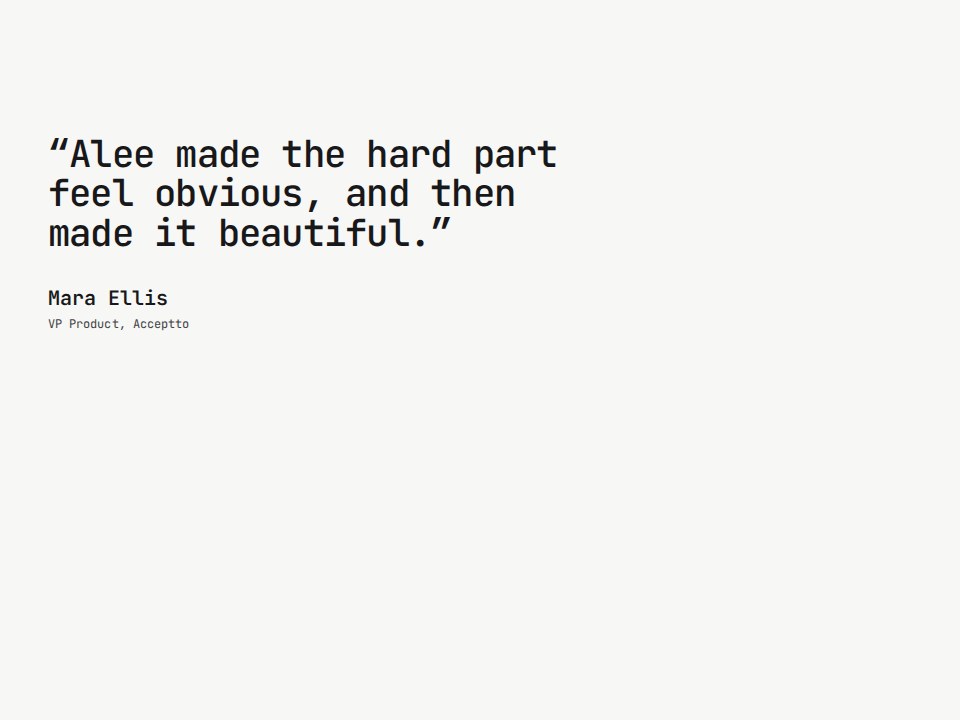 “Alee made the hard part
feel obvious, and then
made it beautiful.”
Mara Ellis
VP Product, Acceptto